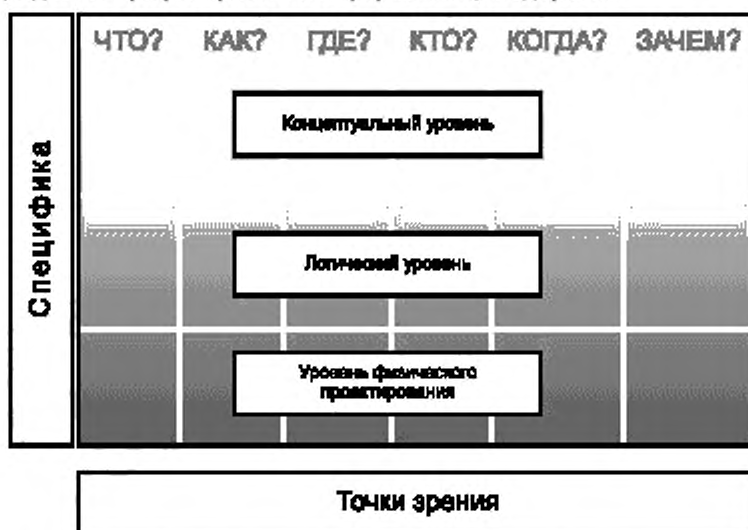 ЧТО? КАК? ГДЕ? КТО? КОГДА? ЗАЧЕМ?
Концептуальный уровень
Специфика
Логический уровень
Уровень физического
проектирования
Точки зрения